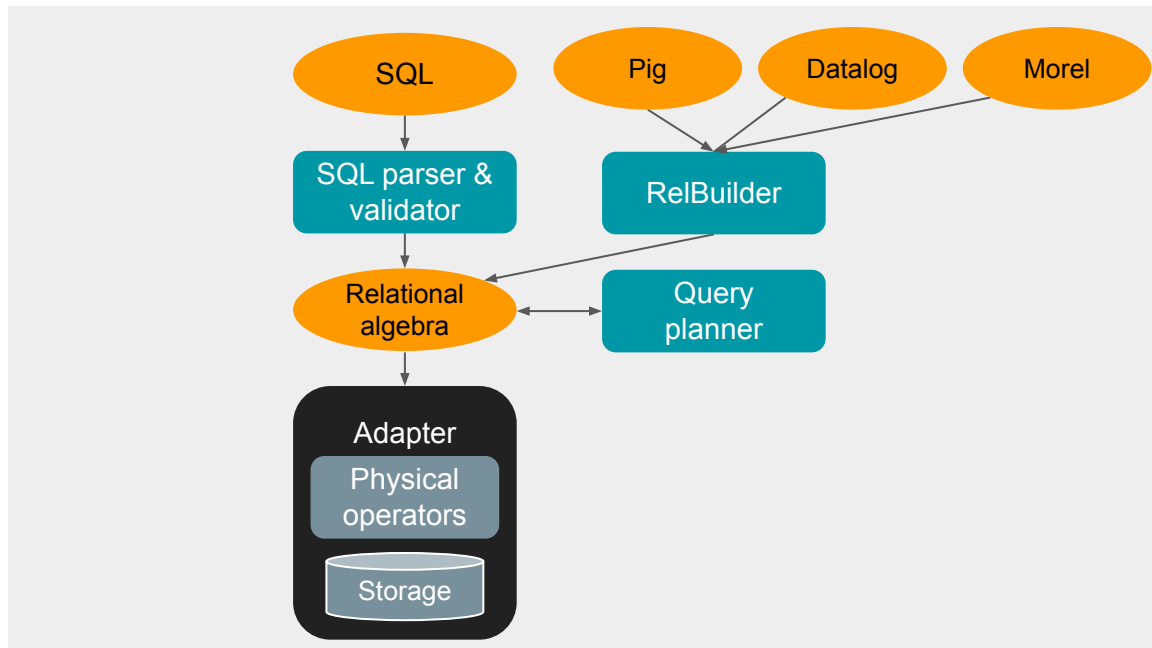 SQL
Pig
Datalog
Morel
SQL parser &
validator
RelBuilder
Relational
algebra
Query
planner
Adapter
Physical
operators
Storage